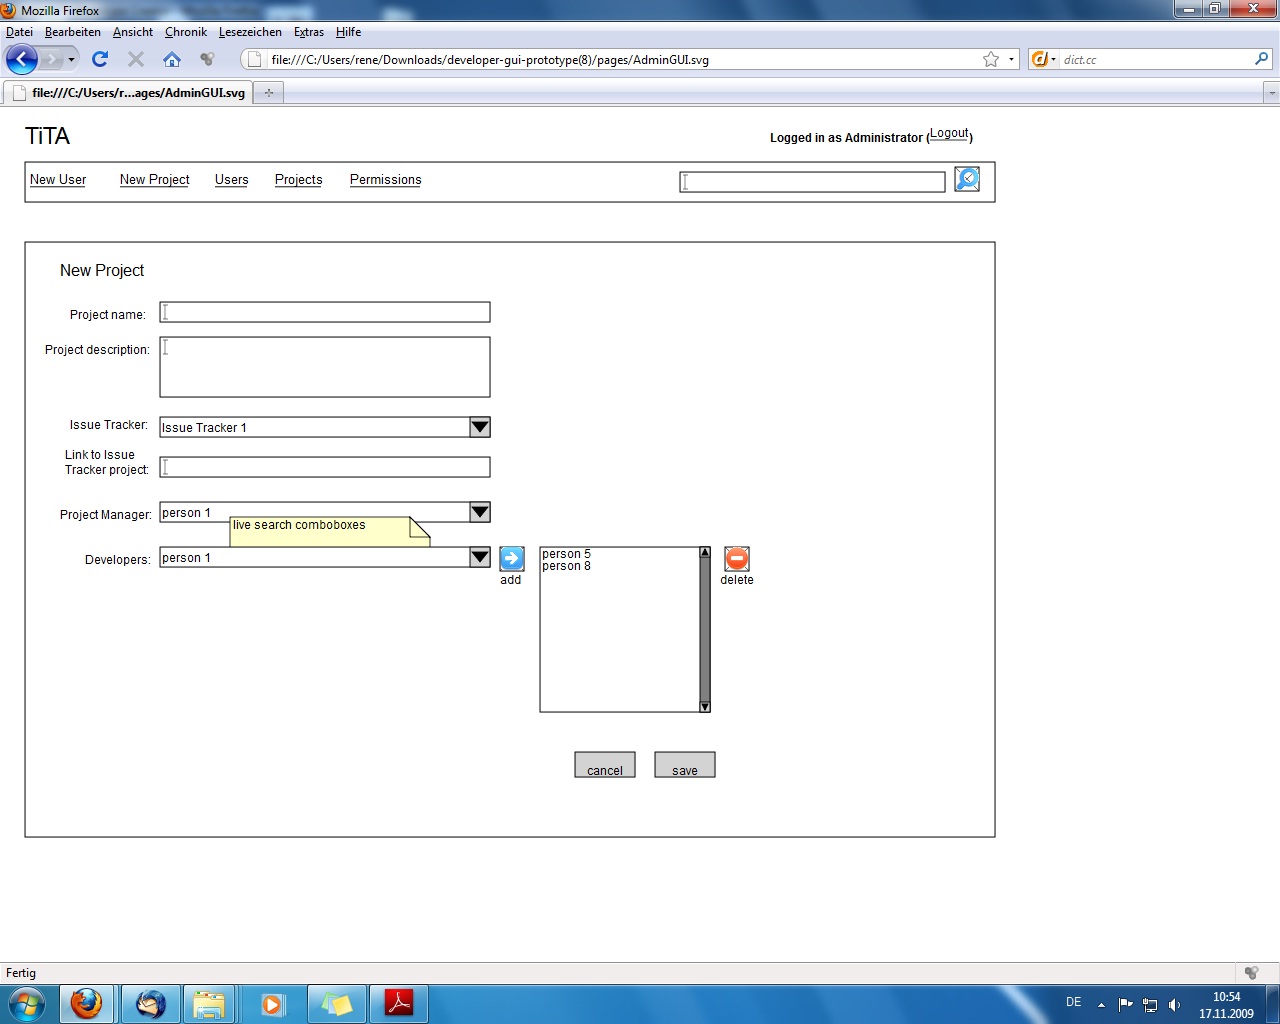 Mozilla Firefox
Datei Bearbeiten Ansicht Chronik Lesezeichen Extras Hilfe
file:///C:/Users/rene/Downloads/developer-gui-prototype(8)/pages/AdminGUI.svg
dict.cc
file:///C:/Users/r...ages/AdminGUI.svg
TiTA
Logged in as Administrator (Logout)
New User New Project Users Projects Permissions
New Project
Project name:
Project description:
Issue Tracker: Issue Tracker 1
Link to Issue
Tracker project:
Project Manager: person 1
live search comboboxes
Developers: person 1
add
person 5
person 8
delete
cancel save
Fertig
DE
10:54
17.11.2009